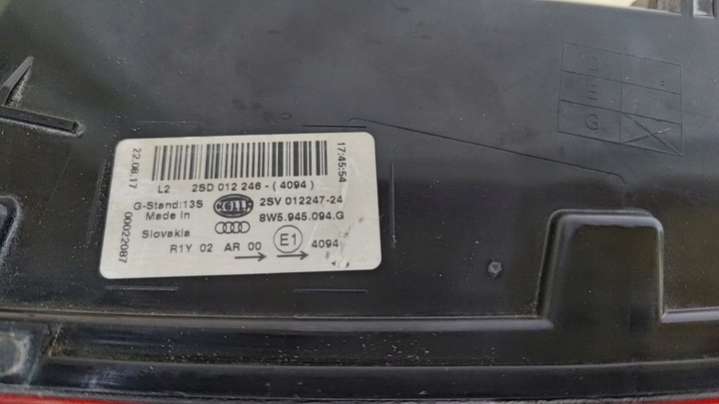 22.08.17
00022087
17:45:54
L2 2SD 012 246-(4094)
G-Stand:13S HELLA 2SV 012247-24
Made in 8W5.945.094.G
Slovakia
R1Y 02 AR 00 E1 4094